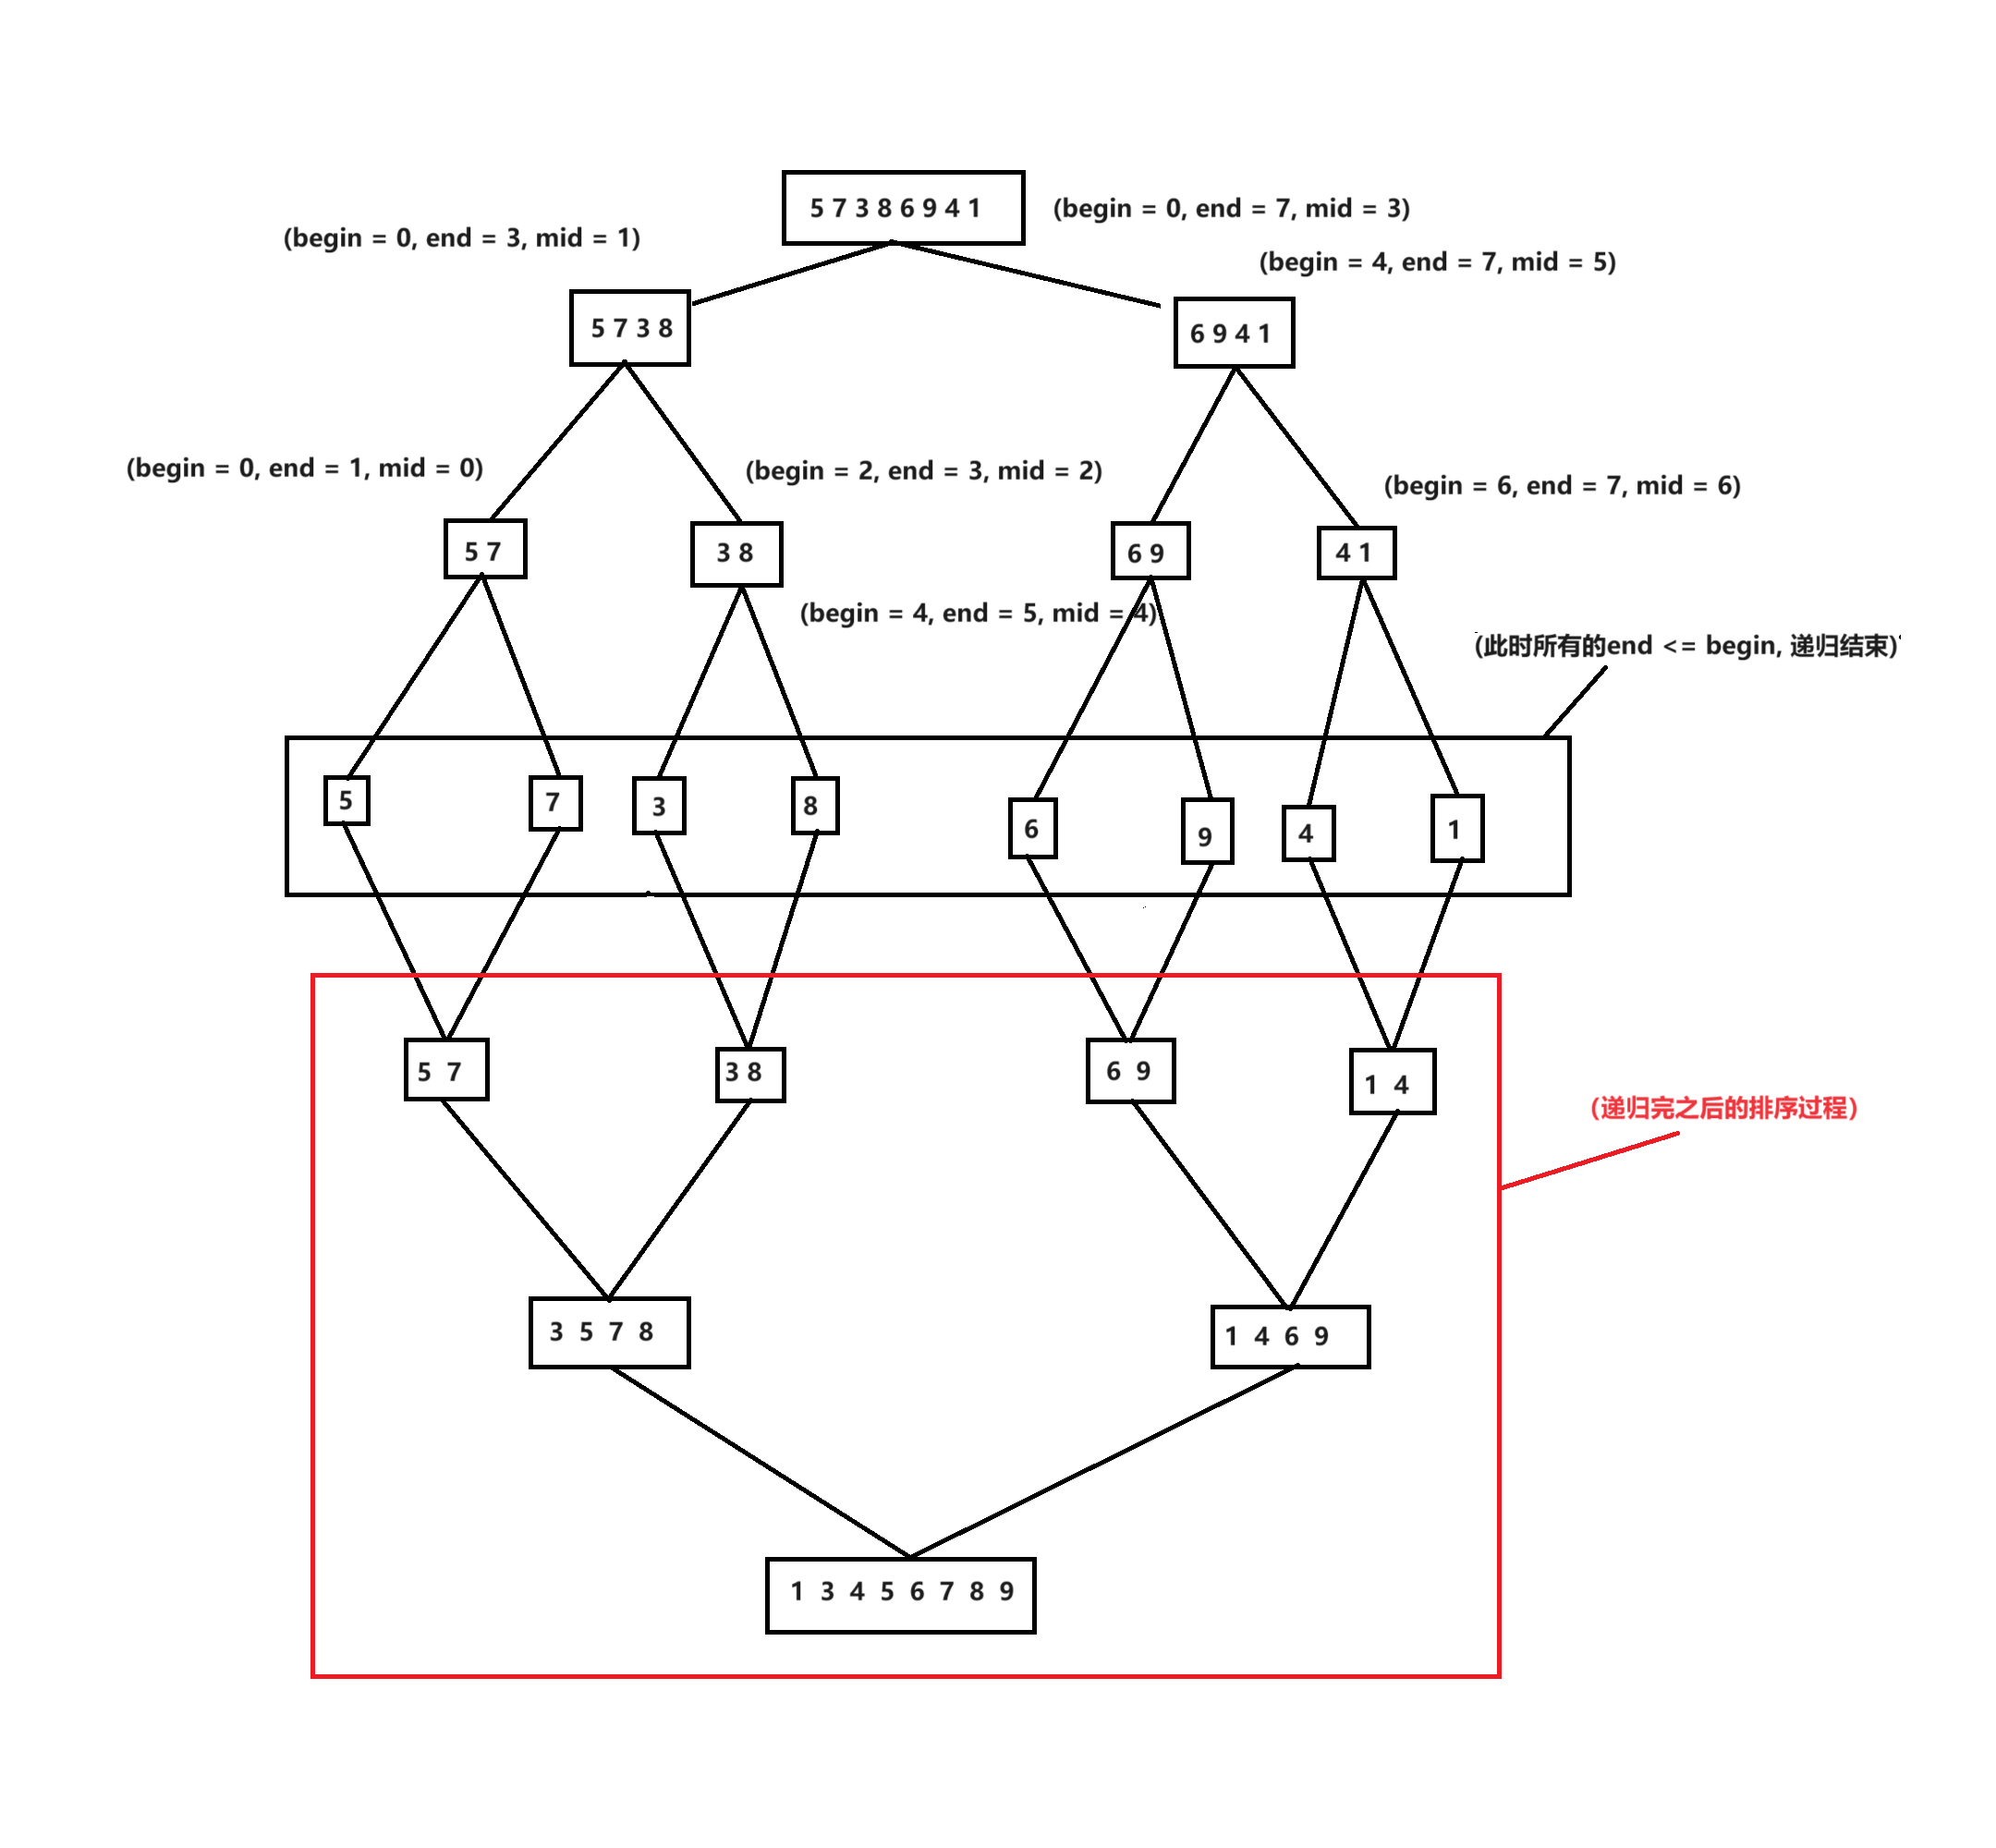 5 7 3 8 6 9 4 1
(begin = 0, end = 7, mid = 3)
(begin = 0, end = 3, mid = 1)
(begin = 4, end = 7, mid = 5)
5 7 3 8
6 9 4 1
(begin = 0, end = 1, mid = 0)
(begin = 2, end = 3, mid = 2)
(begin = 6, end = 7, mid = 6)
5 7
3 8
6 9
4 1
(begin = 4, end = 5, mid = 4)
(此时所有的end <= begin, 递归结束)
5
7
3
8
6
9
4
1
5 7
3 8
6 9
1 4
(递归完之后的排序过程)
3 5 7 8
1 4 6 9
1 3 4 5 6 7 8 9